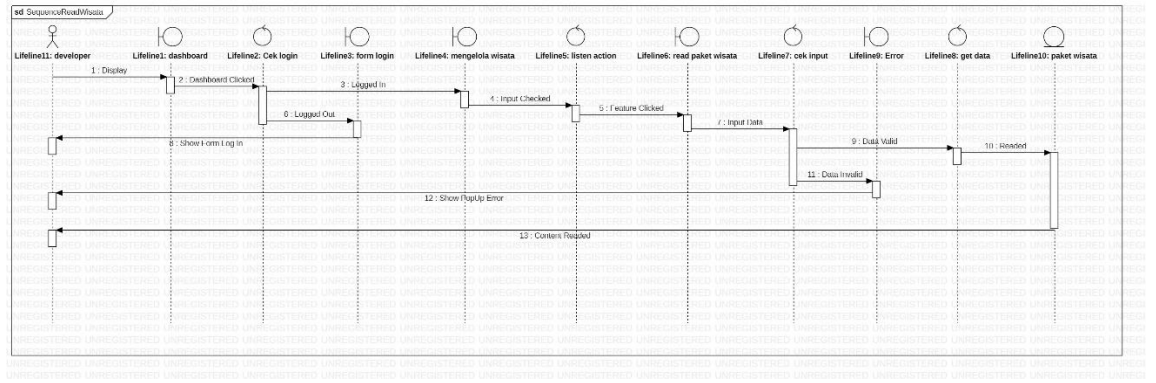 sd SequenceReadWisata
Lifeline11: developer
Lifeline1: dashboard
Lifeline2: Cek login
Lifeline3: form login
Lifeline4: mengelola wisata
Lifeline5: listen action
Lifeline6: read paket wisata
Lifeline7: cek input
Lifeline9: Error
Lifeline8: get data
Lifeline10: paket wisata
1 : Display
2 : Dashboard Clicked
3 : Logged In
4 : Input Checked
5 : Feature Clicked
6 : Logged Out
7 : Input Data
8 : Show Form Log In
9 : Data Valid
10 : Readed
11 : Data Invalid
12 : Show PopUp Error
13 : Content Readed